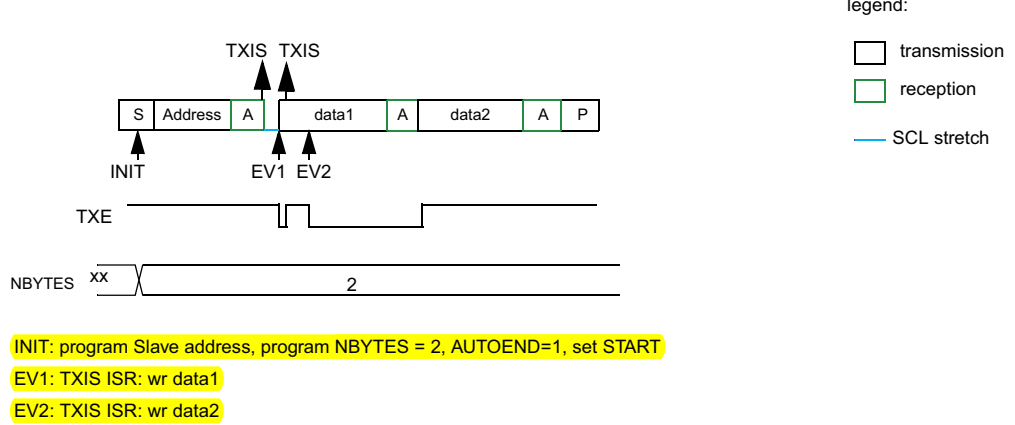 legend:
TXIS TXIS
transmission
reception
S Address A data1 A data2 A P
SCL stretch
INIT EV1 EV2
TXE
NBYTES xx 2
INIT: program Slave address, program NBYTES = 2, AUTOEND=1, set START
EV1: TXIS ISR: wr data1
EV2: TXIS ISR: wr data2